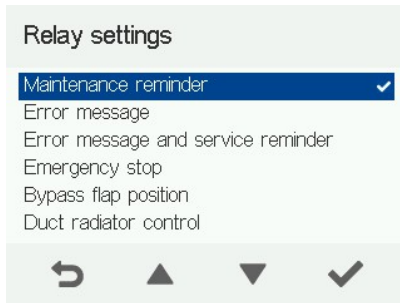 Relay settings
Maintenance reminder
Error message
Error message and service reminder
Emergency stop
Bypass flap position
Duct radiator control